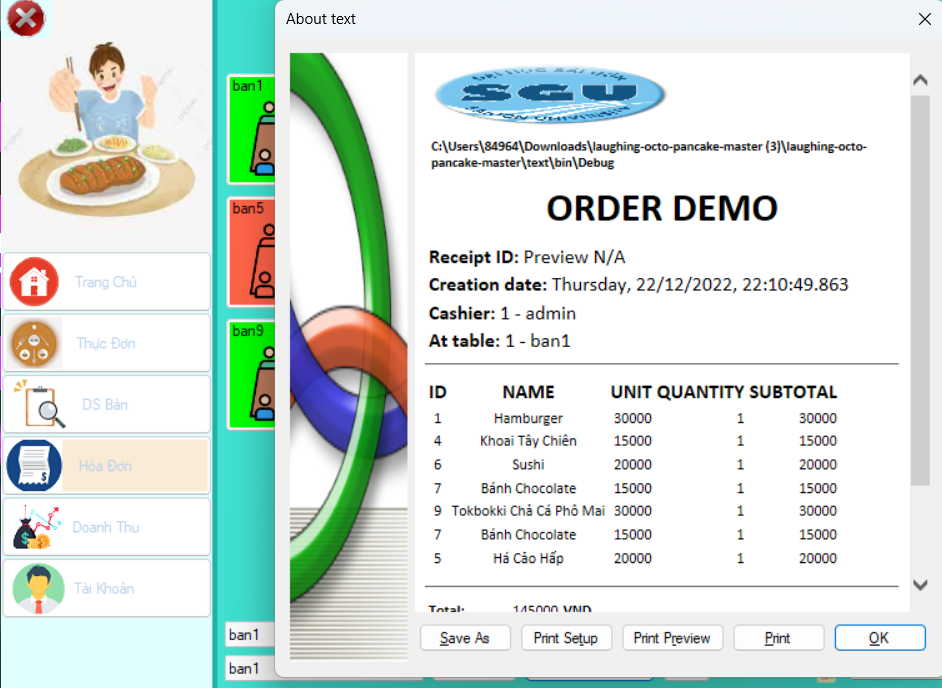 About text
ban1
ban5
ban9
Trang Chủ
Thực Đơn
DS Bàn
Hóa Đơn
Doanh Thu
Tài Khoản
ban1
ban1
ĐẠI HỌC SÀI GÒN
SGU
SAIGON UNIVERSITY
C:\Users\84964\Downloads\laughing-octo-pancake-master (3)\laughing-octo-
pancake-master\text\bin\Debug
ORDER DEMO
Receipt ID: Preview N/A
Creation date: Thursday, 22/12/2022, 22:10:49.863
Cashier: 1 - admin
At table: 1 - ban1
ID NAME UNIT QUANTITY SUBTOTAL
1 Hamburger 30000 1 30000
4 Khoai Tây Chiên 15000 1 15000
6 Sushi 20000 1 20000
7 Bánh Chocolate 15000 1 15000
9 Tokbokki Chả Cá Phô Mai 30000 1 30000
7 Bánh Chocolate 15000 1 15000
5 Há Cảo Hấp 20000 1 20000
Total: 145000 VND
Save As Print Setup Print Preview Print OK